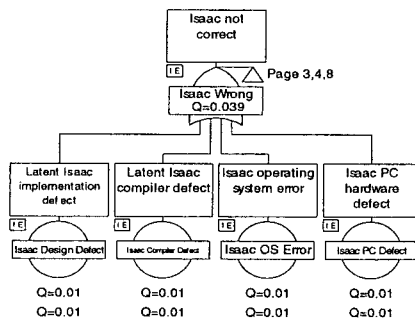 Isaac not
correct
IE
Page 3,4,8
Isaac Wrong
Q=0.039
Latent Isaac
implementation
defect
Latent Isaac
compiler defect
Isaac operating
system error
Isaac PC
hardware
defect
IE
IE
IE
IE
Isaac Design Defect
Isaac Compiler Defect
Isaac OS Error
Isaac PC Defect
Q=0.01
Q=0.01
Q=0.01
Q=0.01
Q=0.01
Q=0.01
Q=0.01
Q=0.01